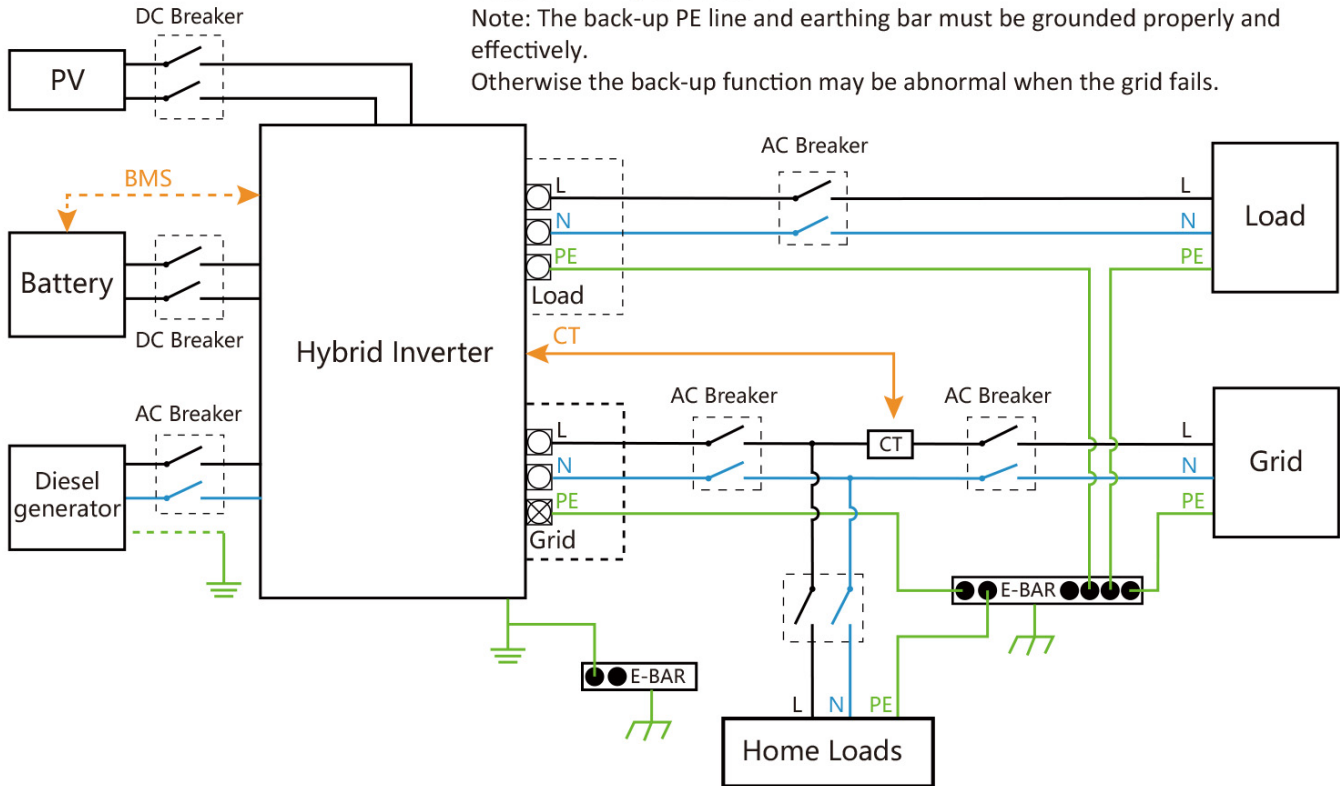 DC Breaker
Note: The back-up PE line and earthing bar must be grounded properly and
effectively.
Otherwise the back-up function may be abnormal when the grid fails.
PV
BMS
Battery
DC Breaker
Hybrid Inverter
AC Breaker
Diesel
generator
L
N
PE
Load
AC Breaker
L
N
PE
Load
CT
AC Breaker
CT
AC Breaker
L
N
PE
Grid
L
N
PE
Grid
E-BAR
E-BAR
L
N
PE
Home Loads